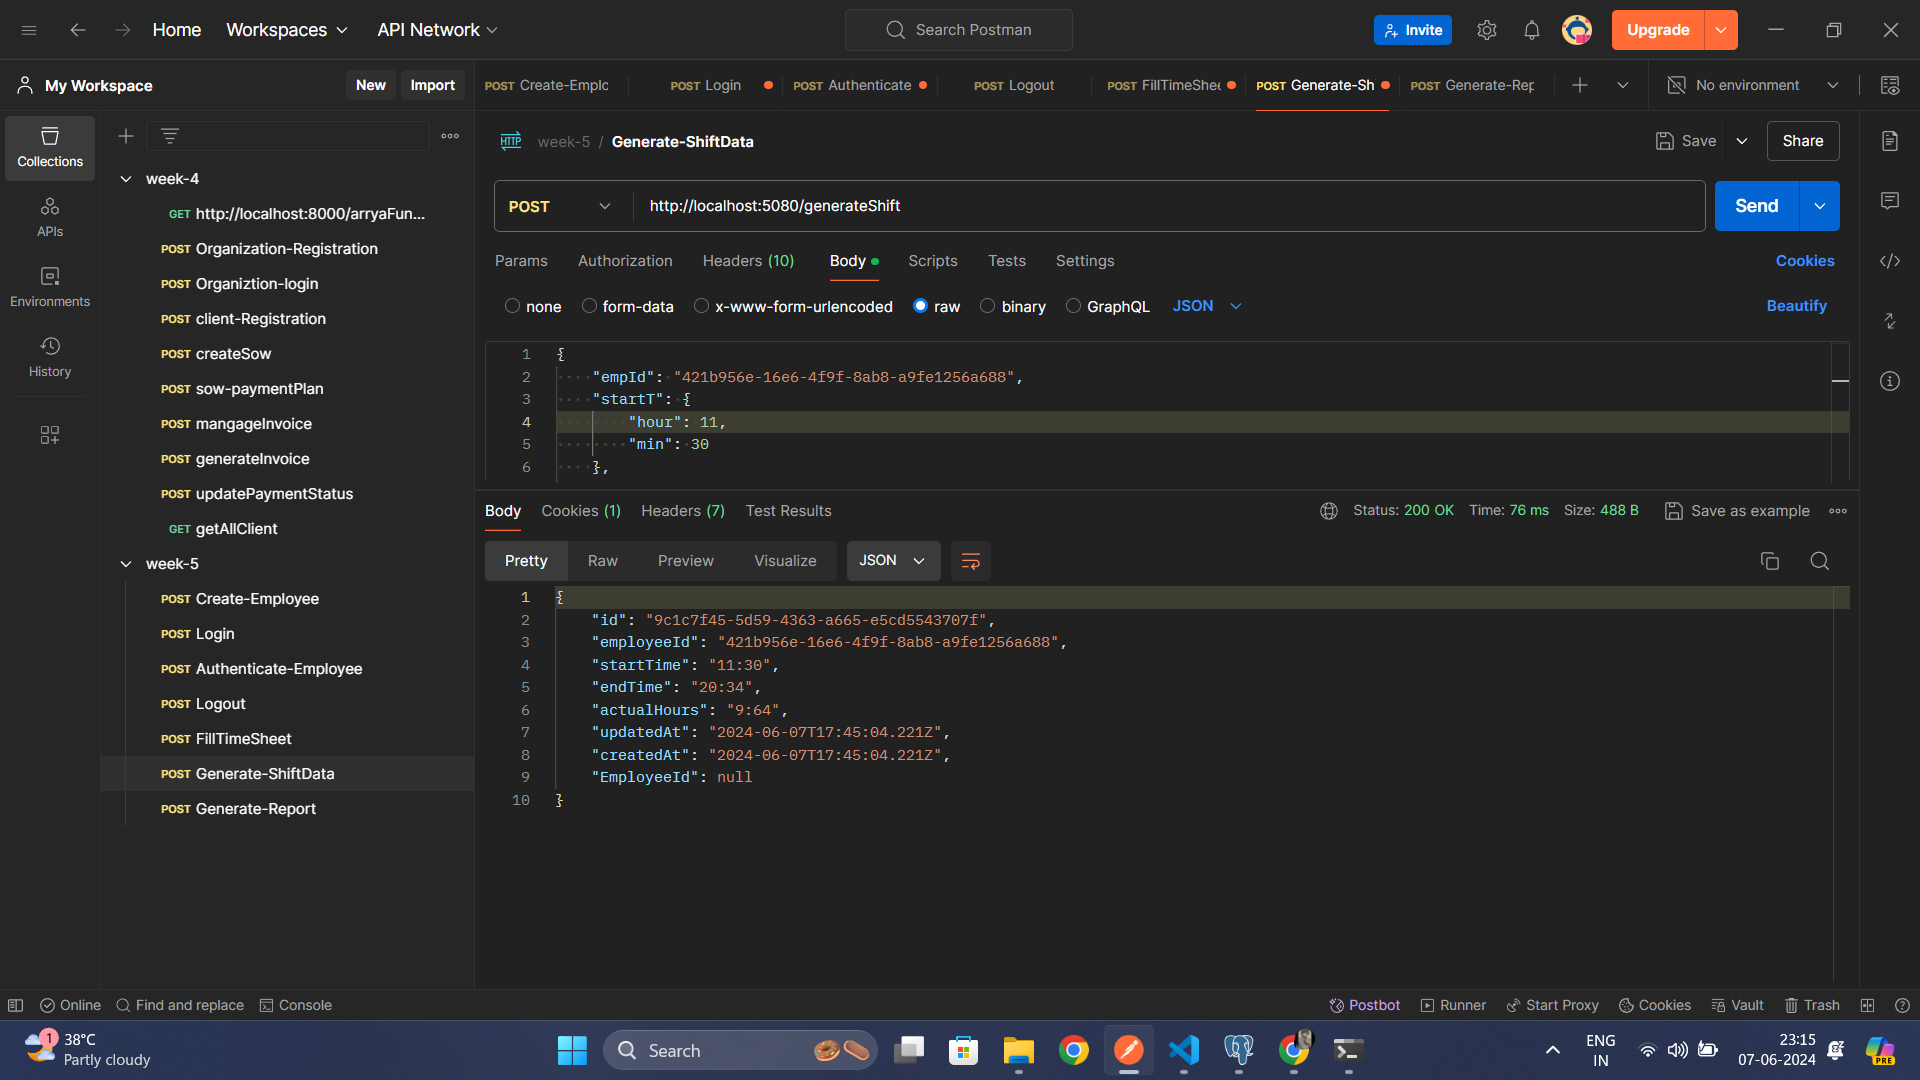 Home
Workspaces
API Network
Search Postman
Invite
Upgrade
My Workspace
New
Import
POST Create-Emplo
POST Login
POST Authenticate
POST Logout
POST FillTimeShee
POST Generate-Sh
POST Generate-Rep
No environment
Collections
APIs
Environments
History
week-4
GET http://localhost:8000/arryaFun...
POST Organization-Registration
POST Organiztion-login
POST client-Registration
POST createSow
POST sow-paymentPlan
POST mangageInvoice
POST generateInvoice
POST updatePaymentStatus
GET getAllClient
week-5
POST Create-Employee
POST Login
POST Authenticate-Employee
POST Logout
POST FillTimeSheet
POST Generate-ShiftData
POST Generate-Report
HTTP week-5 / Generate-ShiftData
Save
Share
POST
http://localhost:5080/generateShift
Send
Params
Authorization
Headers (10)
Body
Scripts
Tests
Settings
Cookies
none
form-data
x-www-form-urlencoded
raw
binary
GraphQL
JSON
Beautify
1 {
2 "empId": "421b956e-16e6-4f9f-8ab8-a9fe1256a688",
3 "startT": {
4 "hour": 11,
5 "min": 30
6 },
Body
Cookies (1)
Headers (7)
Test Results
Status: 200 OK
Time: 76 ms
Size: 488 B
Save as example
Pretty
Raw
Preview
Visualize
JSON
1 {
2 "id": "9c1c7f45-5d59-4363-a665-e5cd5543707f",
3 "employeeId": "421b956e-16e6-4f9f-8ab8-a9fe1256a688",
4 "startTime": "11:30",
5 "endTime": "20:34",
6 "actualHours": "9:64",
7 "updatedAt": "2024-06-07T17:45:04.221Z",
8 "createdAt": "2024-06-07T17:45:04.221Z",
9 "EmployeeId": null
10 }
Online
Find and replace
Console
Postbot
Runner
Start Proxy
Cookies
Vault
Trash
1
38°C
Partly cloudy
Search
ENG
IN
23:15
07-06-2024
PRE